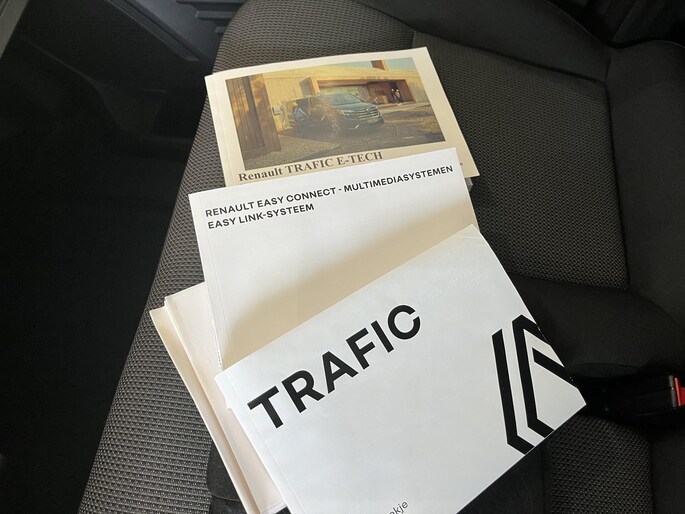 Renault TRAFIC E-TECH
RENAULT EASY CONNECT - MULTIMEDIASYSTEMEN
EASY LINK-SYSTEEM
TRAFIC